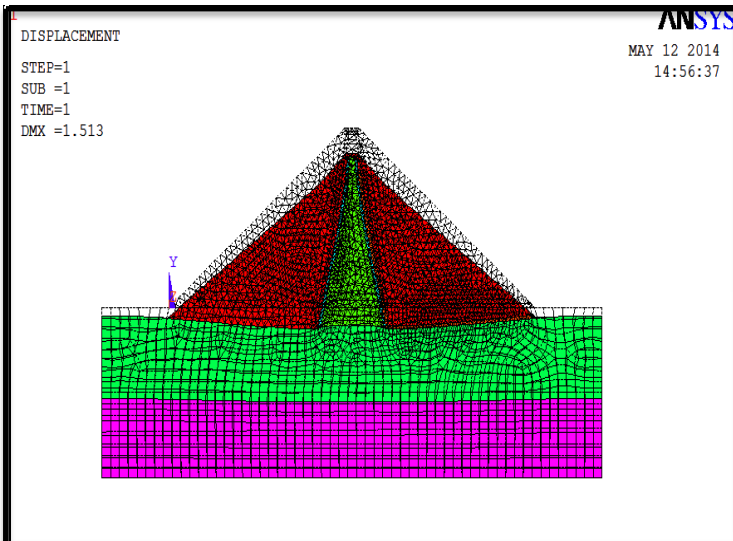 1
DISPLACEMENT
STEP=1
SUB =1
TIME=1
DMX =1.513
ANSYS
MAY 12 2014
14:56:37
Y